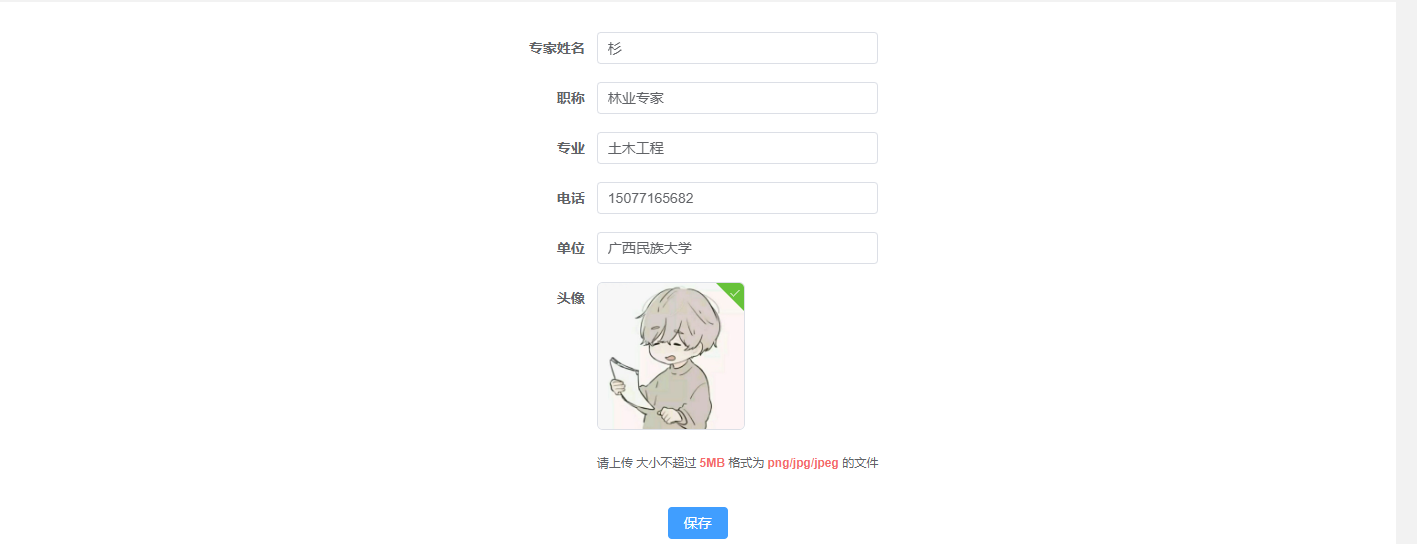 专家姓名 杉
职称 林业专家
专业 土木工程
电话 15077165682
单位 广西民族大学
头像
请上传 大小不超过 5MB 格式为 png/jpg/jpeg 的文件
保存